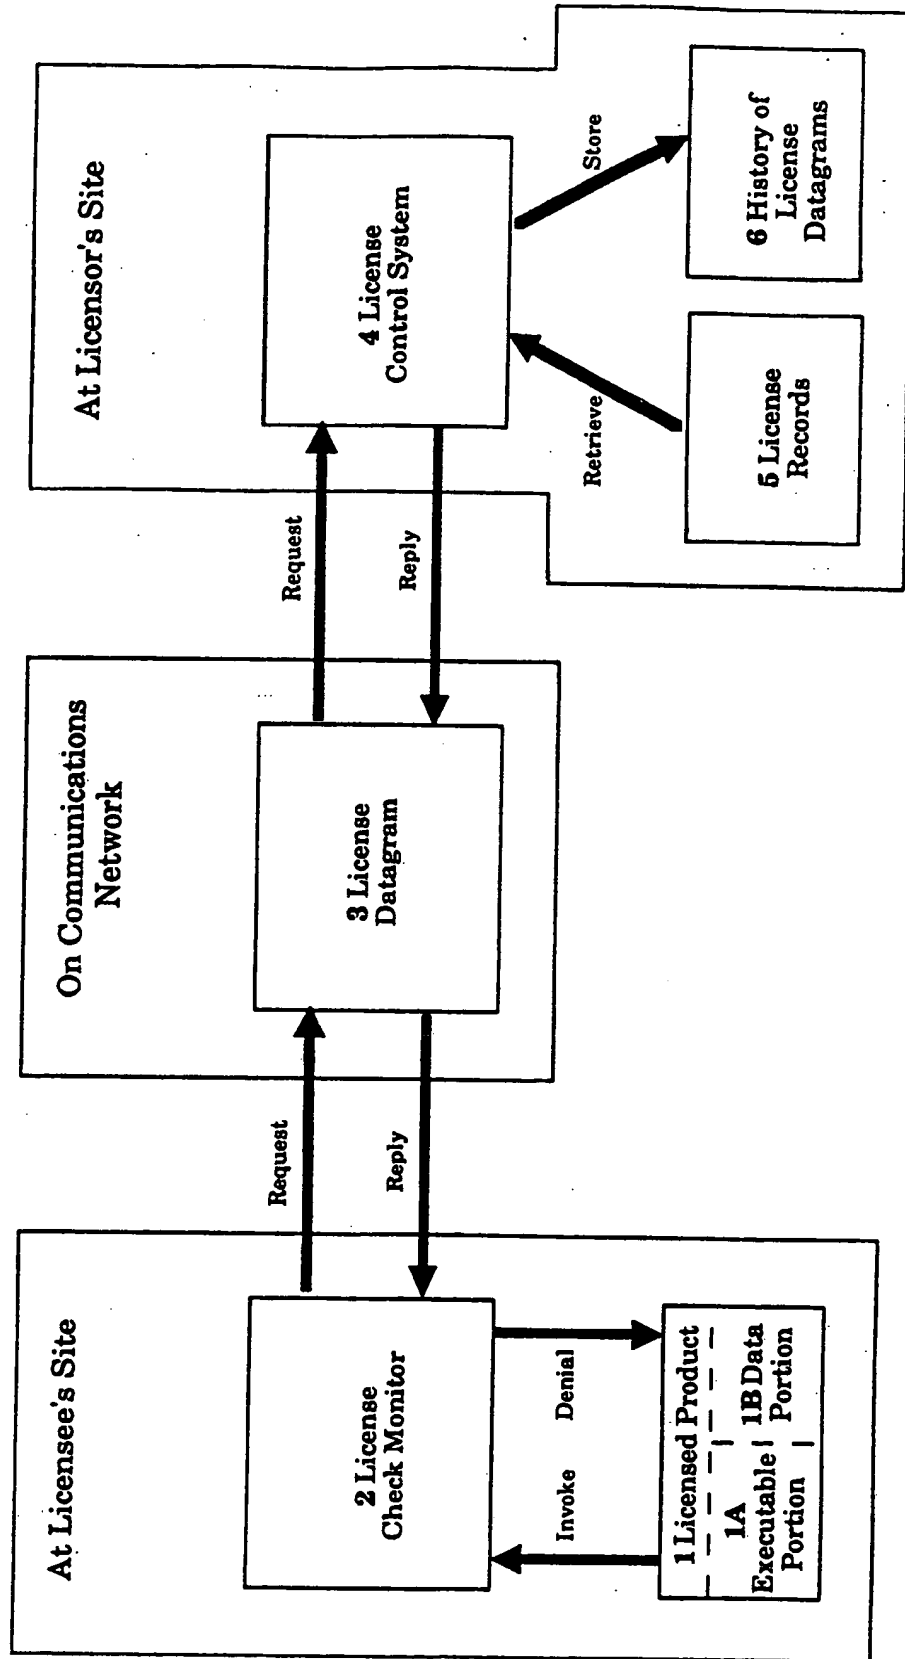 At Licensee's Site
2 License
Check Monitor
Invoke
Denial
1 Licensed Product
1A
Executable
Portion
1B Data
Portion
Request
Reply
On Communications
Network
3 License
Datagram
Request
Reply
At Licensor's Site
4 License
Control System
Retrieve
Store
5 License
Records
6 History of
License
Datagrams